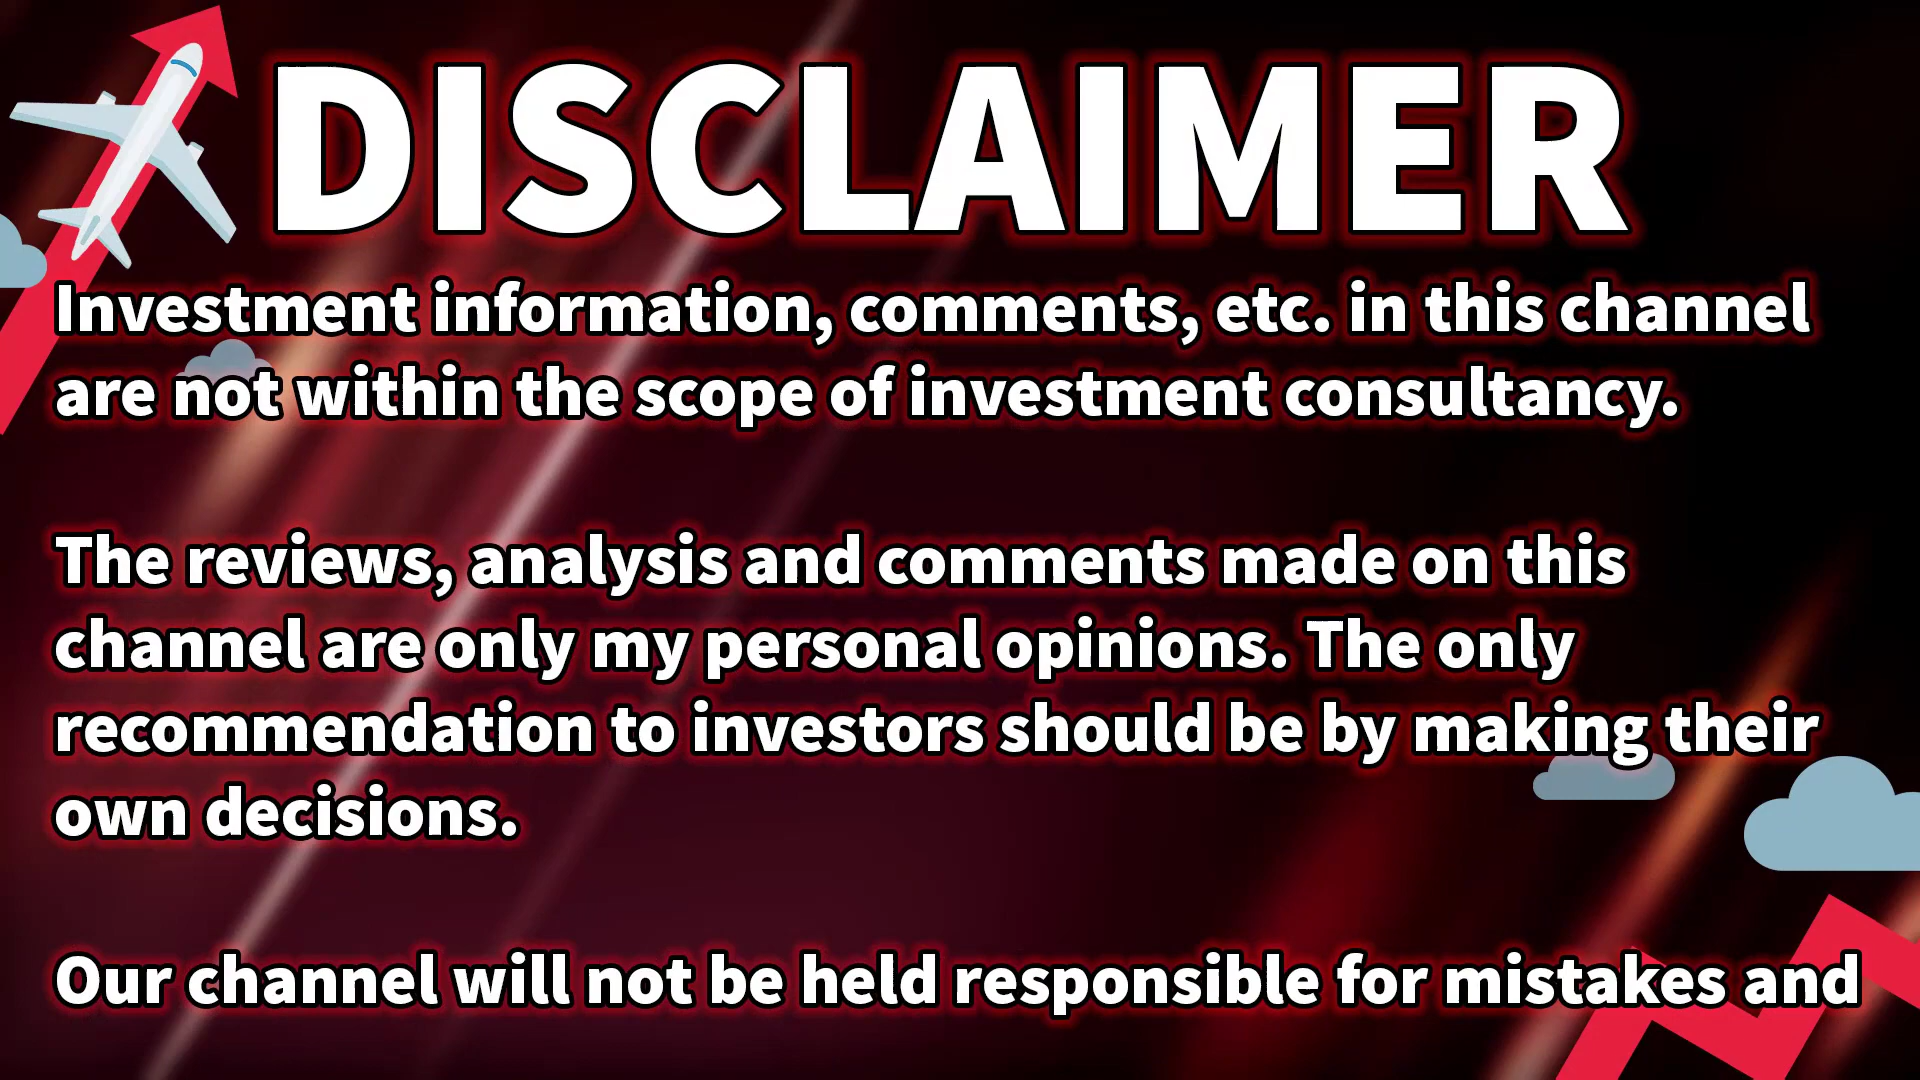 DISCLAIMER
Investment information, comments, etc. in this channel
are not within the scope of investment consultancy.
The reviews, analysis and comments made on this
channel are only my personal opinions. The only
recommendation to investors should be by making their
own decisions.
Our channel will not be held responsible for mistakes and